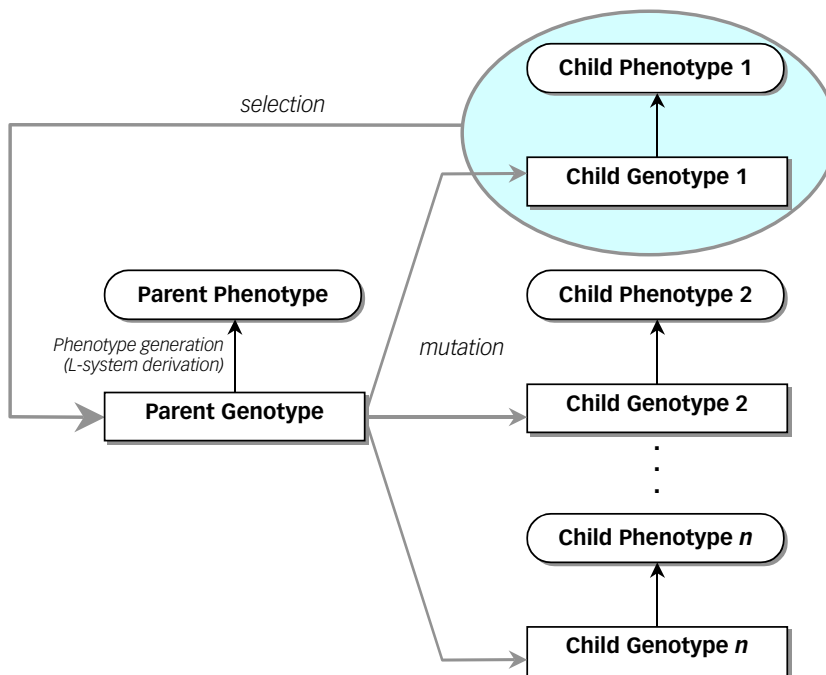 Child Phenotype 1
selection
Child Genotype 1
Parent Phenotype
Child Phenotype 2
Phenotype generation
(L-system derivation)
mutation
Parent Genotype
Child Genotype 2
Child Phenotype n
Child Genotype n